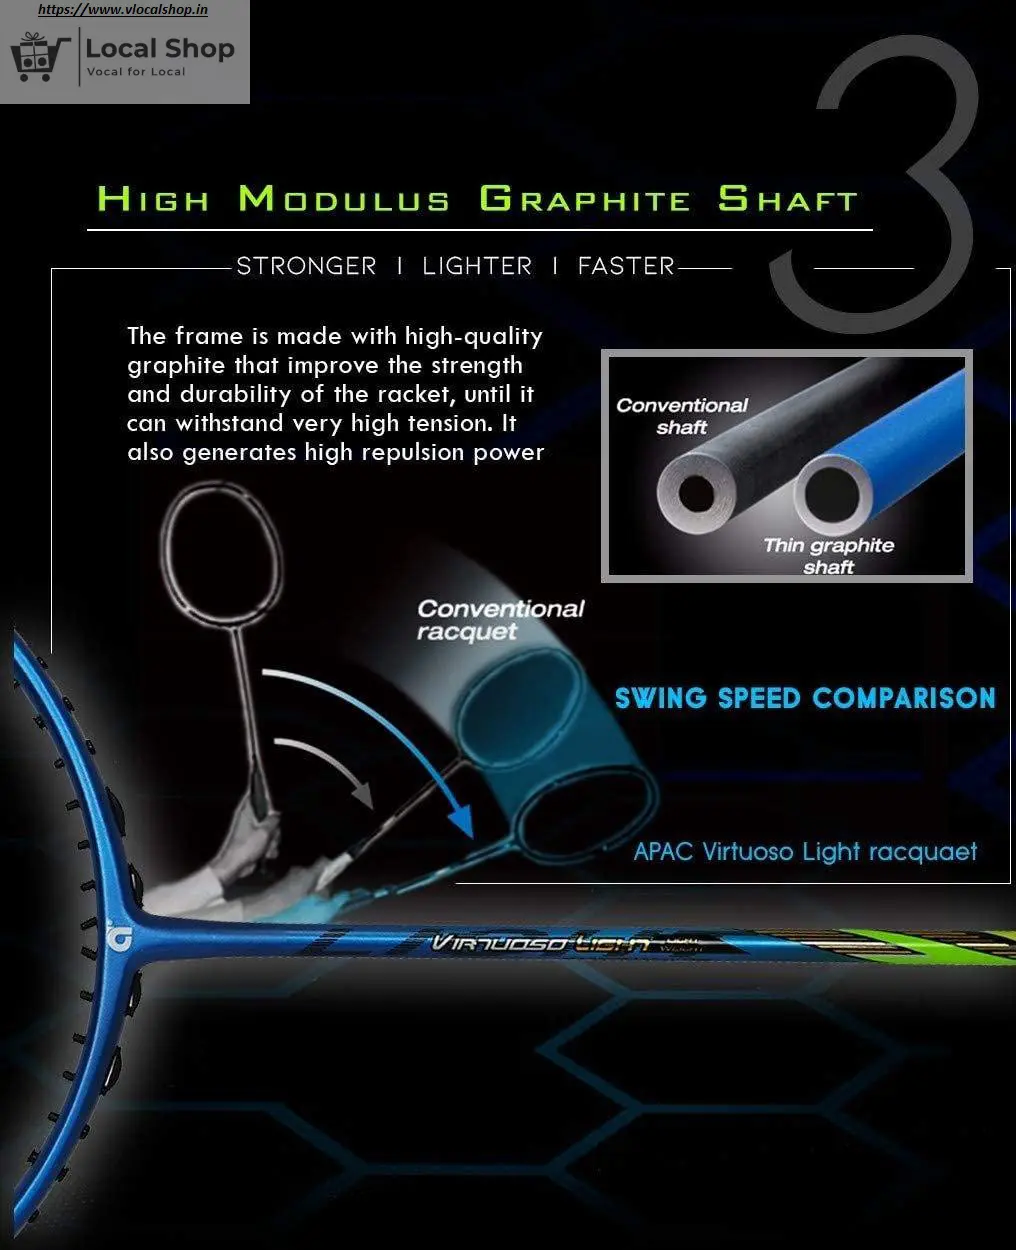 https://www.vlocalshop.in
Local Shop
Vocal for Local
3
HIGH MODULUS GRAPHITE SHAFT
STRONGER | LIGHTER | FASTER
The frame is made with high-quality
graphite that improve the strength
and durability of the racket, until it
can withstand very high tension. It
also generates high repulsion power
Conventional
shaft
Thin graphite
shaft
Conventional
racquet
SWING SPEED COMPARISON
APAC Virtuoso Light racquaet
VIRTUOSO LIGHT